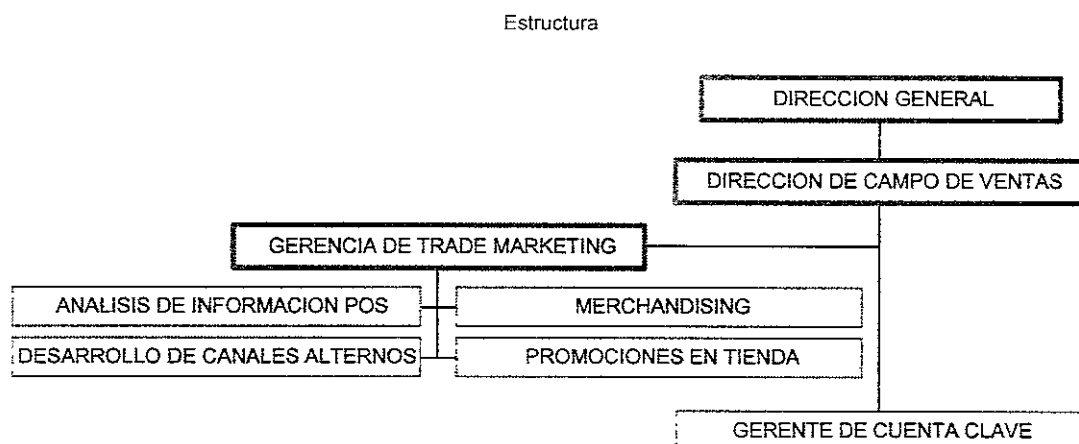 Estructura
DIRECCION GENERAL
DIRECCION DE CAMPO DE VENTAS
GERENCIA DE TRADE MARKETING
ANALISIS DE INFORMACION POS
MERCHANDISING
DESARROLLO DE CANALES ALTERNOS
PROMOCIONES EN TIENDA
GERENTE DE CUENTA CLAVE